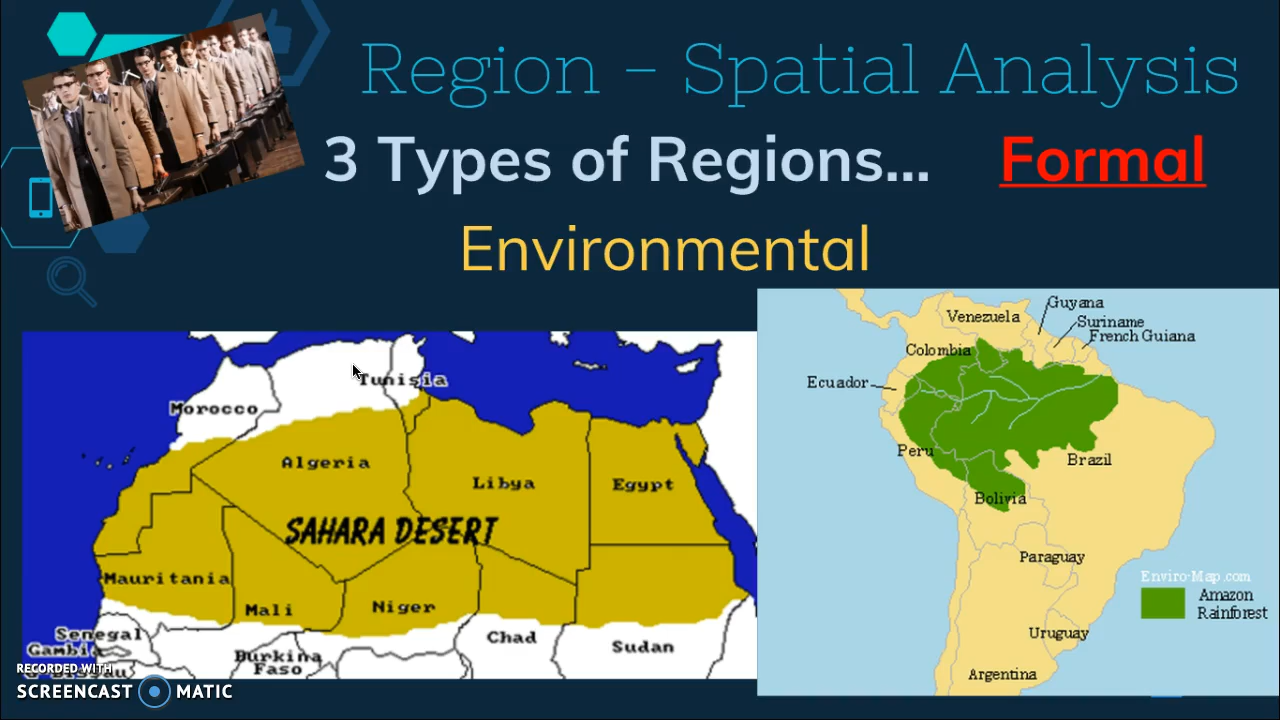 Region - Spatial Analysis
3 Types of Regions... Formal
Environmental
Tunisia
Morocco
Algeria
Libya
Egypt
SAHARA DESERT
Mauritania
Mali
Niger
Chad
Sudan
Senegal
Gambia
Burkina
Faso
Guyana
Venezuela
Suriname
French Guiana
Colombia
Ecuador
Peru
Brazil
Bolivia
Paraguay
Enviro-Map.com
Amazon
Rainforest
Uruguay
Argentina
RECORDED WITH
SCREENCAST MATIC